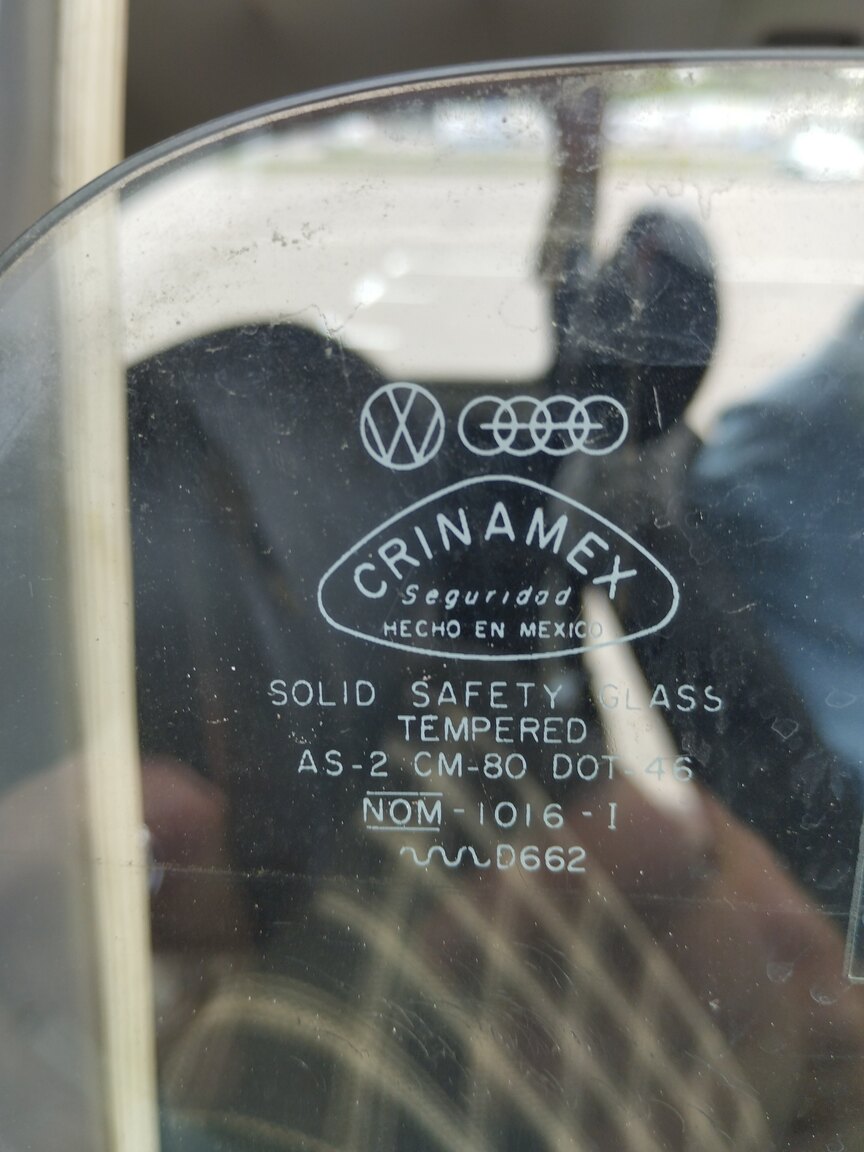 CRINAMEX
Seguridad
HECHO EN MEXICO
SOLID SAFETY GLASS
TEMPERED
AS-2 CM-80 DOT-46
NOM-1016-I
D662